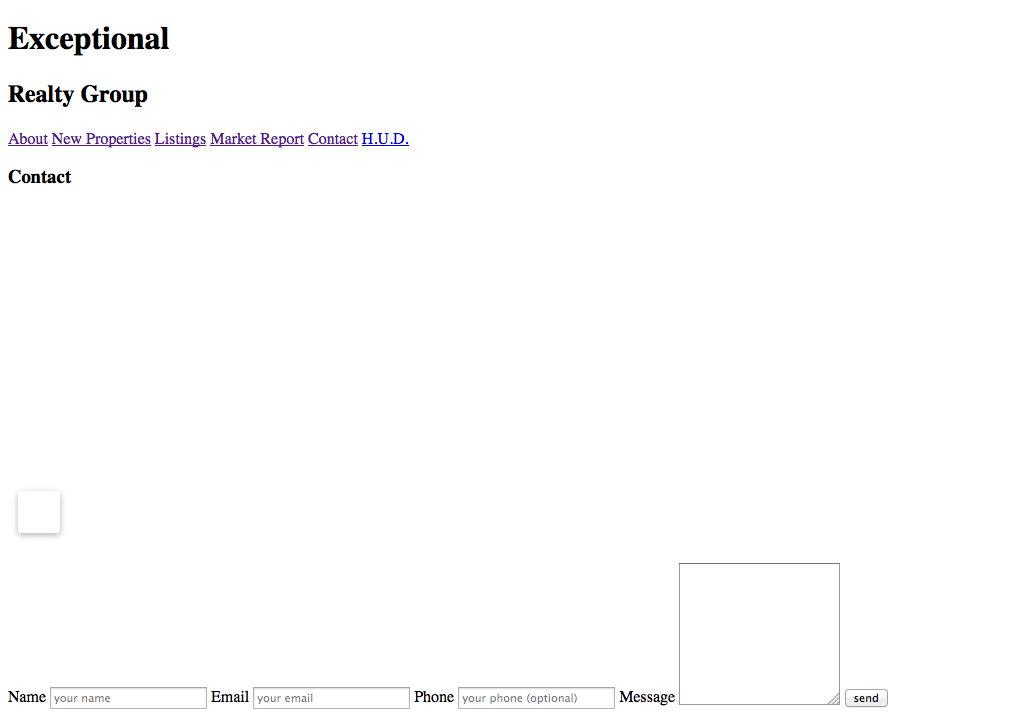 Exceptional
Realty Group
About New Properties Listings Market Report Contact H.U.D.
Contact
Name your name Email your email Phone your phone (optional) Message send